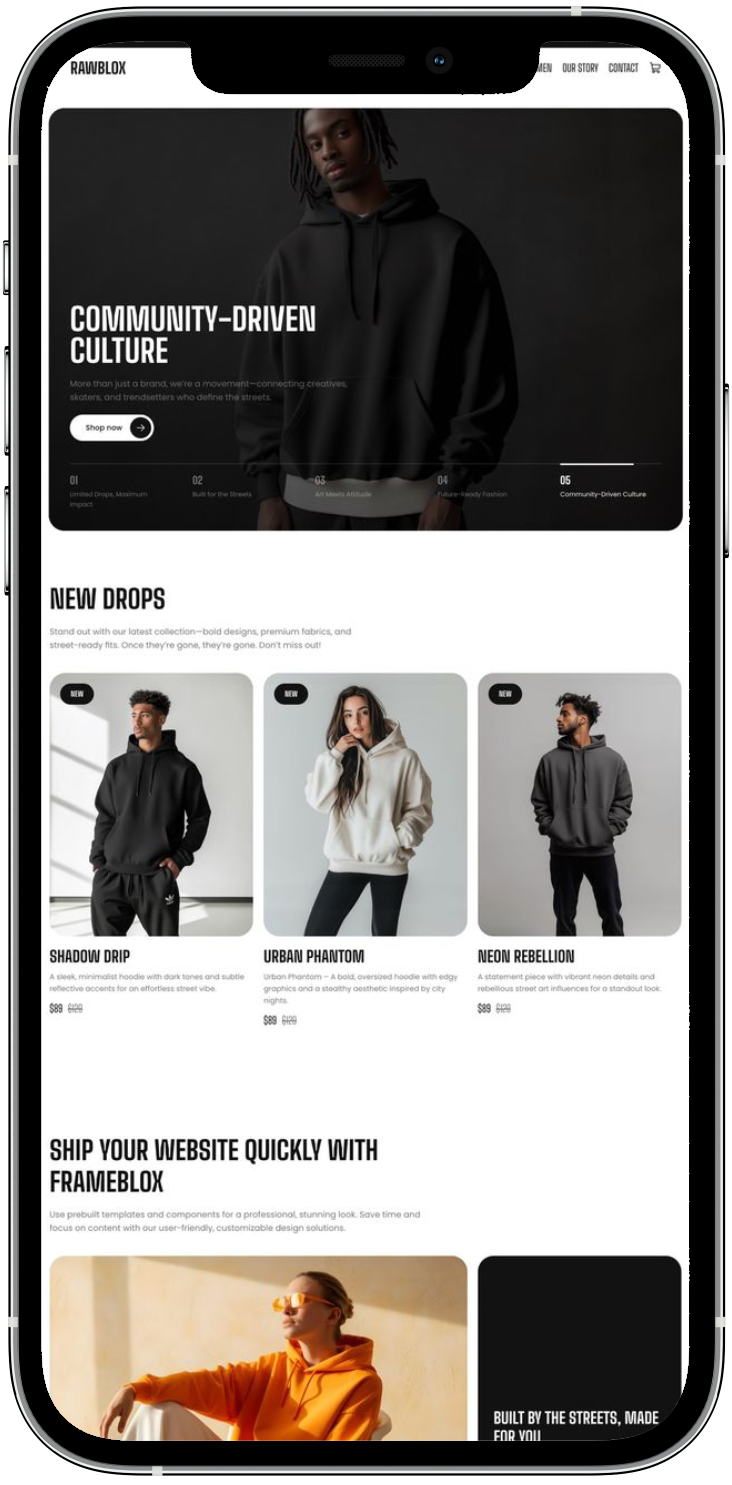 RAWBLOX
MEN OUR STORY CONTACT
COMMUNITY-DRIVEN
CULTURE
More than just a brand, we're a movement—connecting creatives,
skaters, and trendsetters who define the streets.
Shop now
01 02 03 04 05
Limited Drops, Maximum Built for the Streets Art Meets Attitude Future-Ready Fashion Community-Driven Culture
Impact
NEW DROPS
Stand out with our latest collection—bold designs, premium fabrics, and
street-ready fits. Once they're gone, they're gone. Don't miss out!
NEW NEW NEW
SHADOW DRIP
A sleek, minimalist hoodie with dark tones and subtle
reflective accents for an effortless street vibe.
$89 $129
URBAN PHANTOM
Urban Phantom – A bold, oversized hoodie with edgy
graphics and a stealthy aesthetic inspired by city
nights.
$89 $129
NEON REBELLION
A statement piece with vibrant neon details and
rebellious street art influences for a standout look.
$89 $129
SHIP YOUR WEBSITE QUICKLY WITH
FRAMEBLOX
Use prebuilt templates and components for a professional, stunning look. Save time and
focus on content with our user-friendly, customizable design solutions.
BUILT BY THE STREETS, MADE
FOR YOU